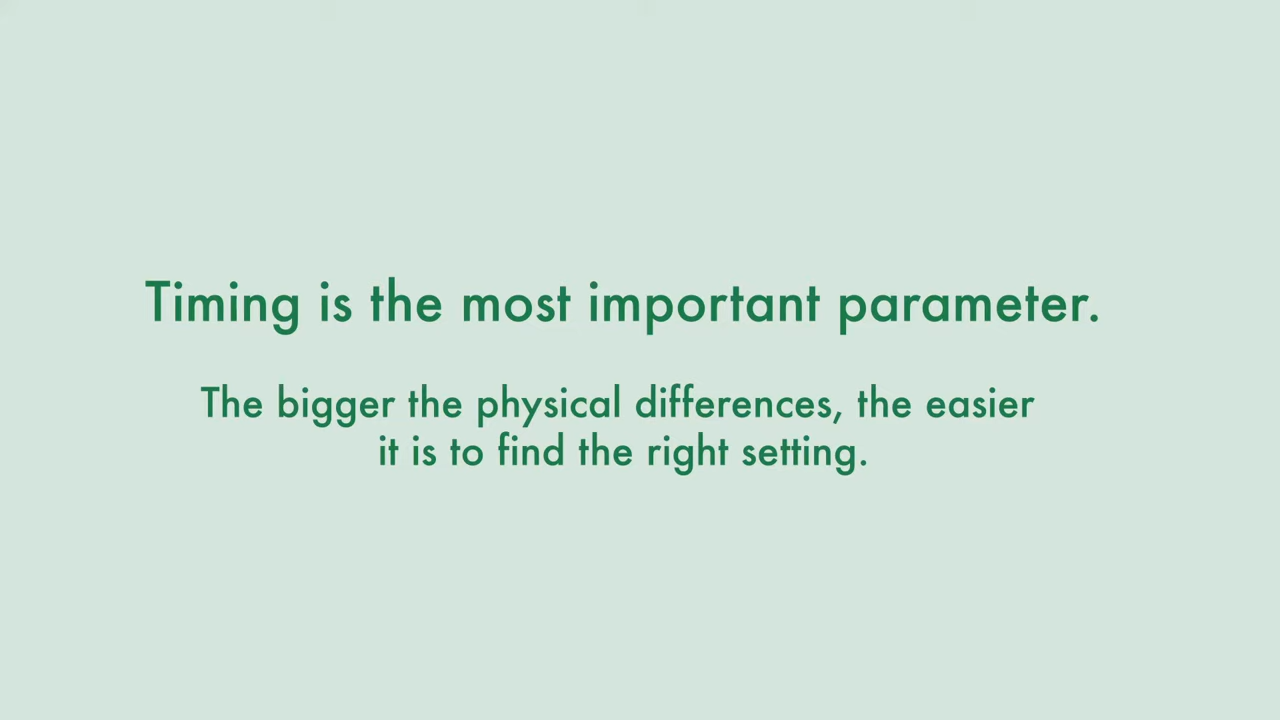 Timing is the most important parameter.
The bigger the physical differences, the easier
it is to find the right setting.